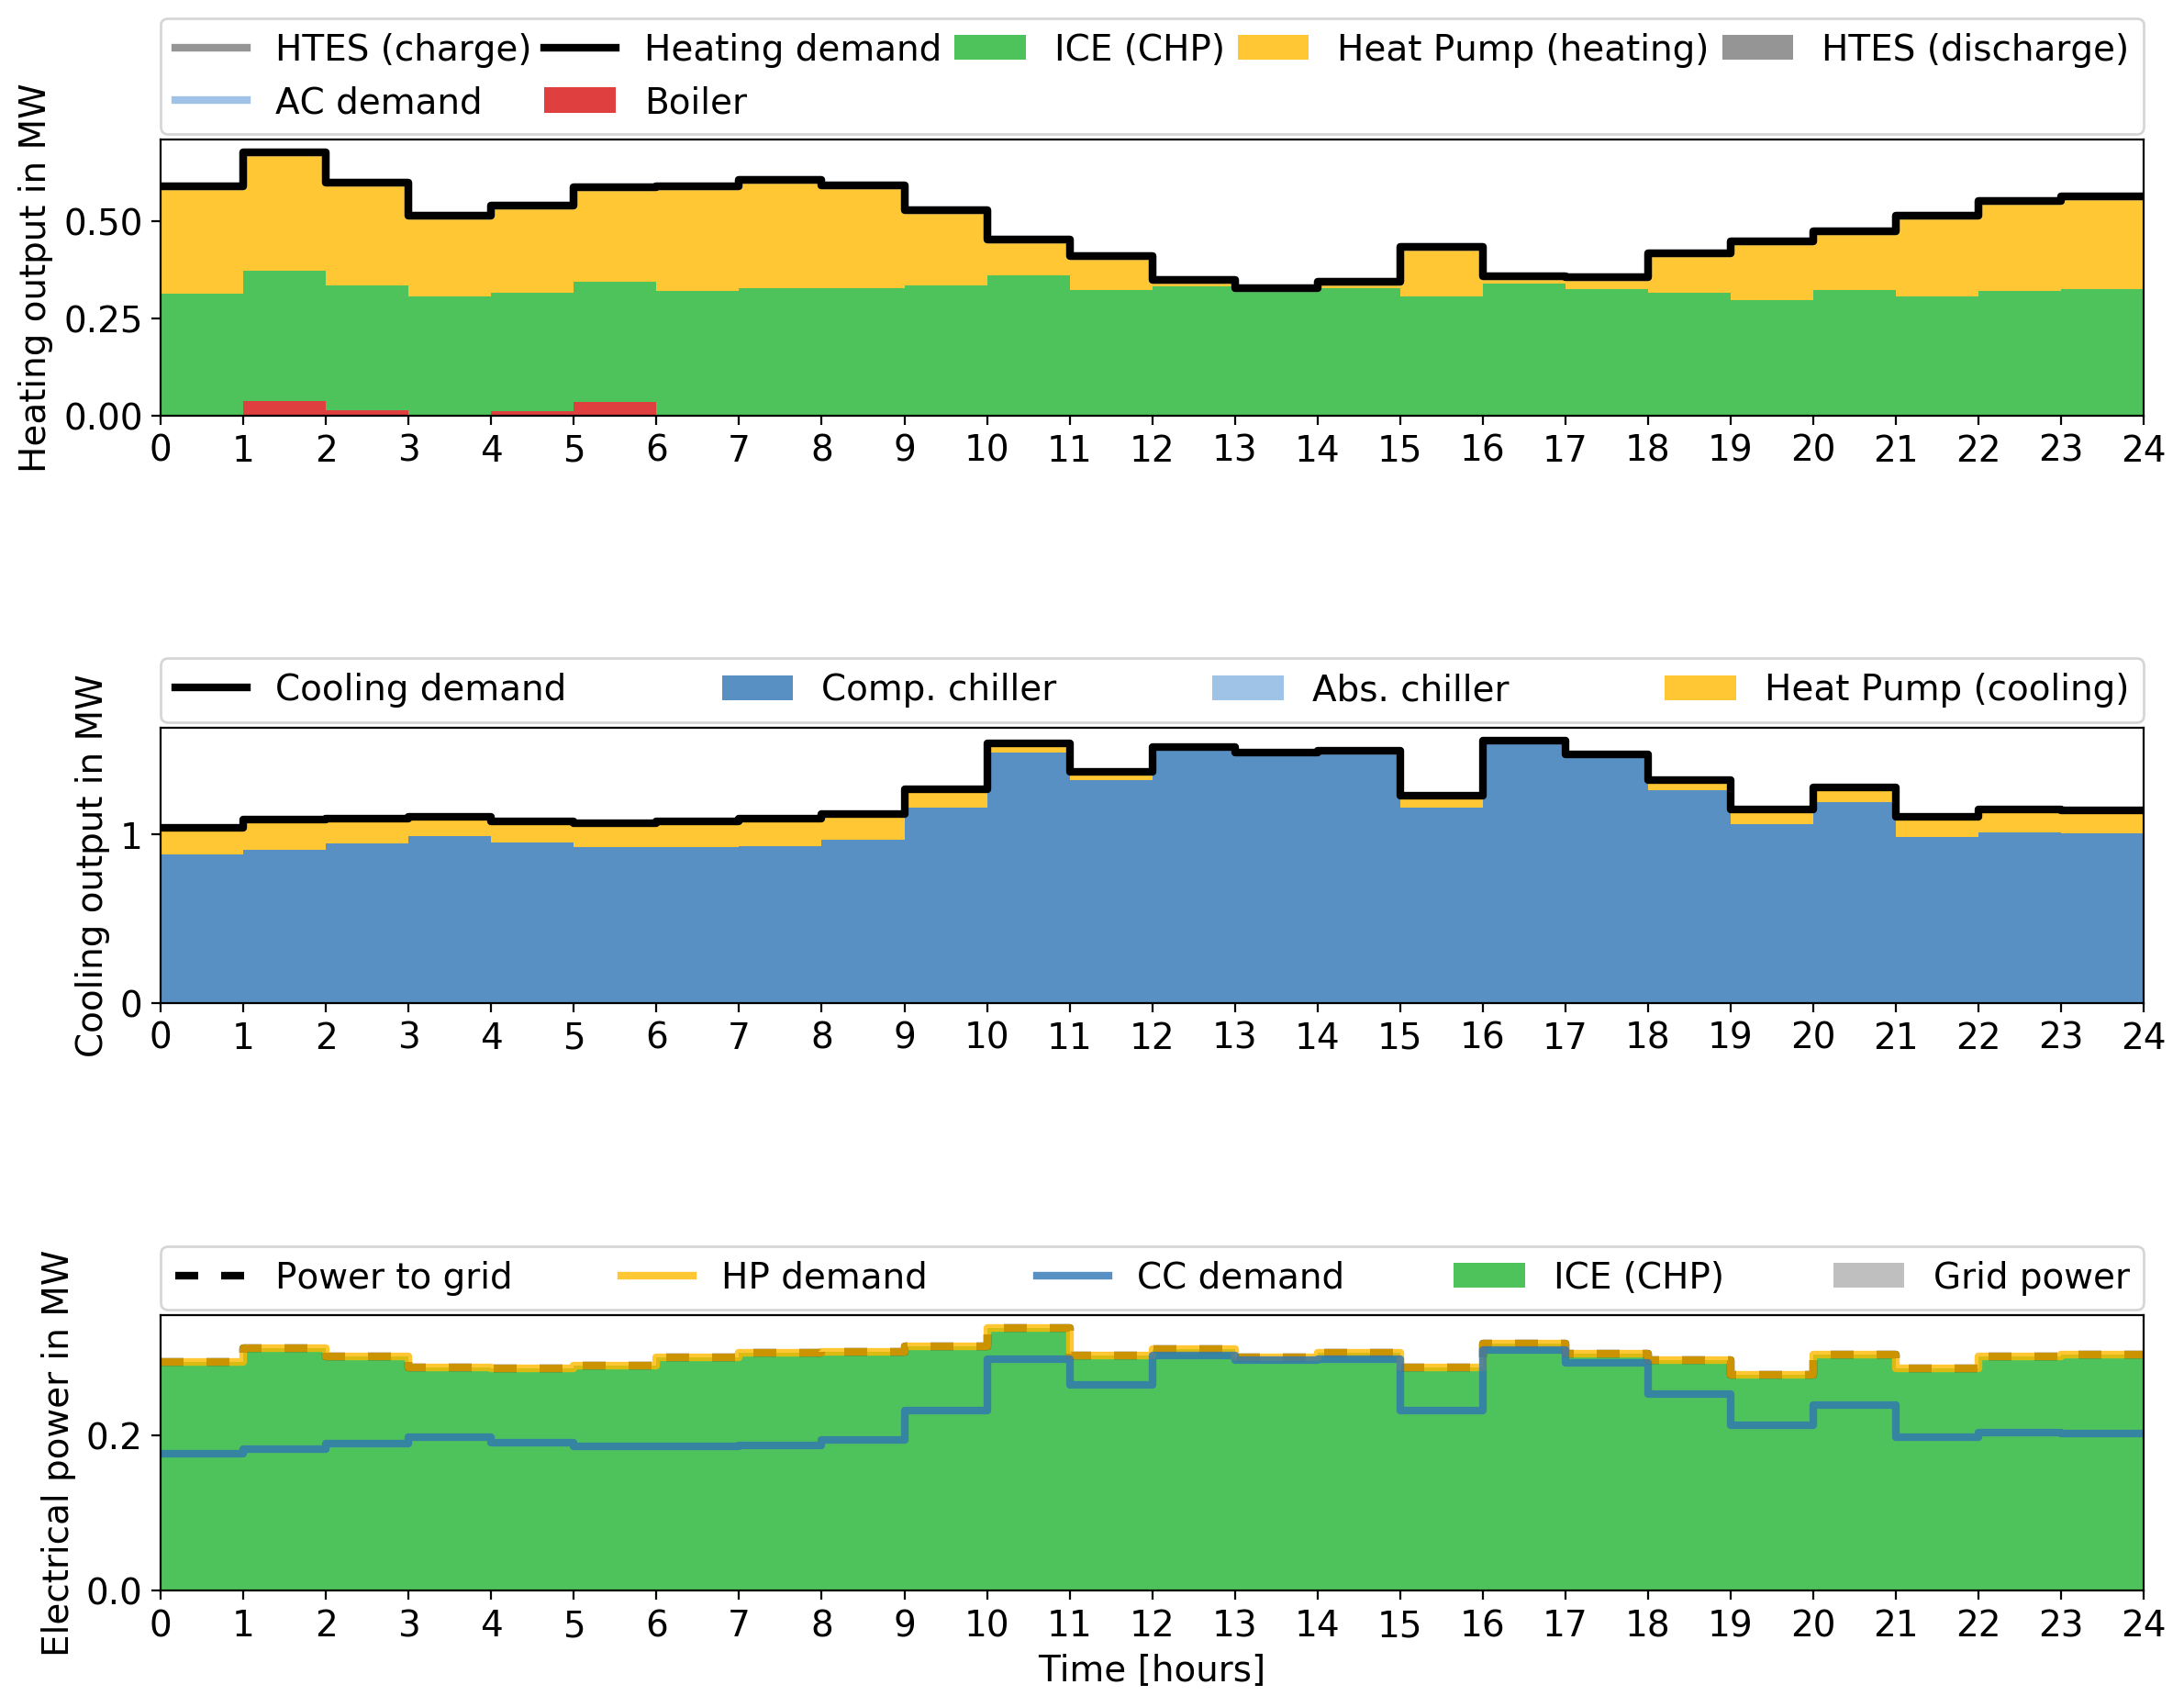 HTES (charge) Heating demand ICE (CHP) Heat Pump (heating) HTES (discharge)
AC demand Boiler
Heating output in MW
0.50
0.25
0.00
0 1 2 3 4 5 6 7 8 9 10 11 12 13 14 15 16 17 18 19 20 21 22 23 24
Cooling demand Comp. chiller Abs. chiller Heat Pump (cooling)
Cooling output in MW
1
0
0 1 2 3 4 5 6 7 8 9 10 11 12 13 14 15 16 17 18 19 20 21 22 23 24
Power to grid HP demand CC demand ICE (CHP) Grid power
Electrical power in MW
0.2
0.0
0 1 2 3 4 5 6 7 8 9 10 11 12 13 14 15 16 17 18 19 20 21 22 23 24
Time [hours]